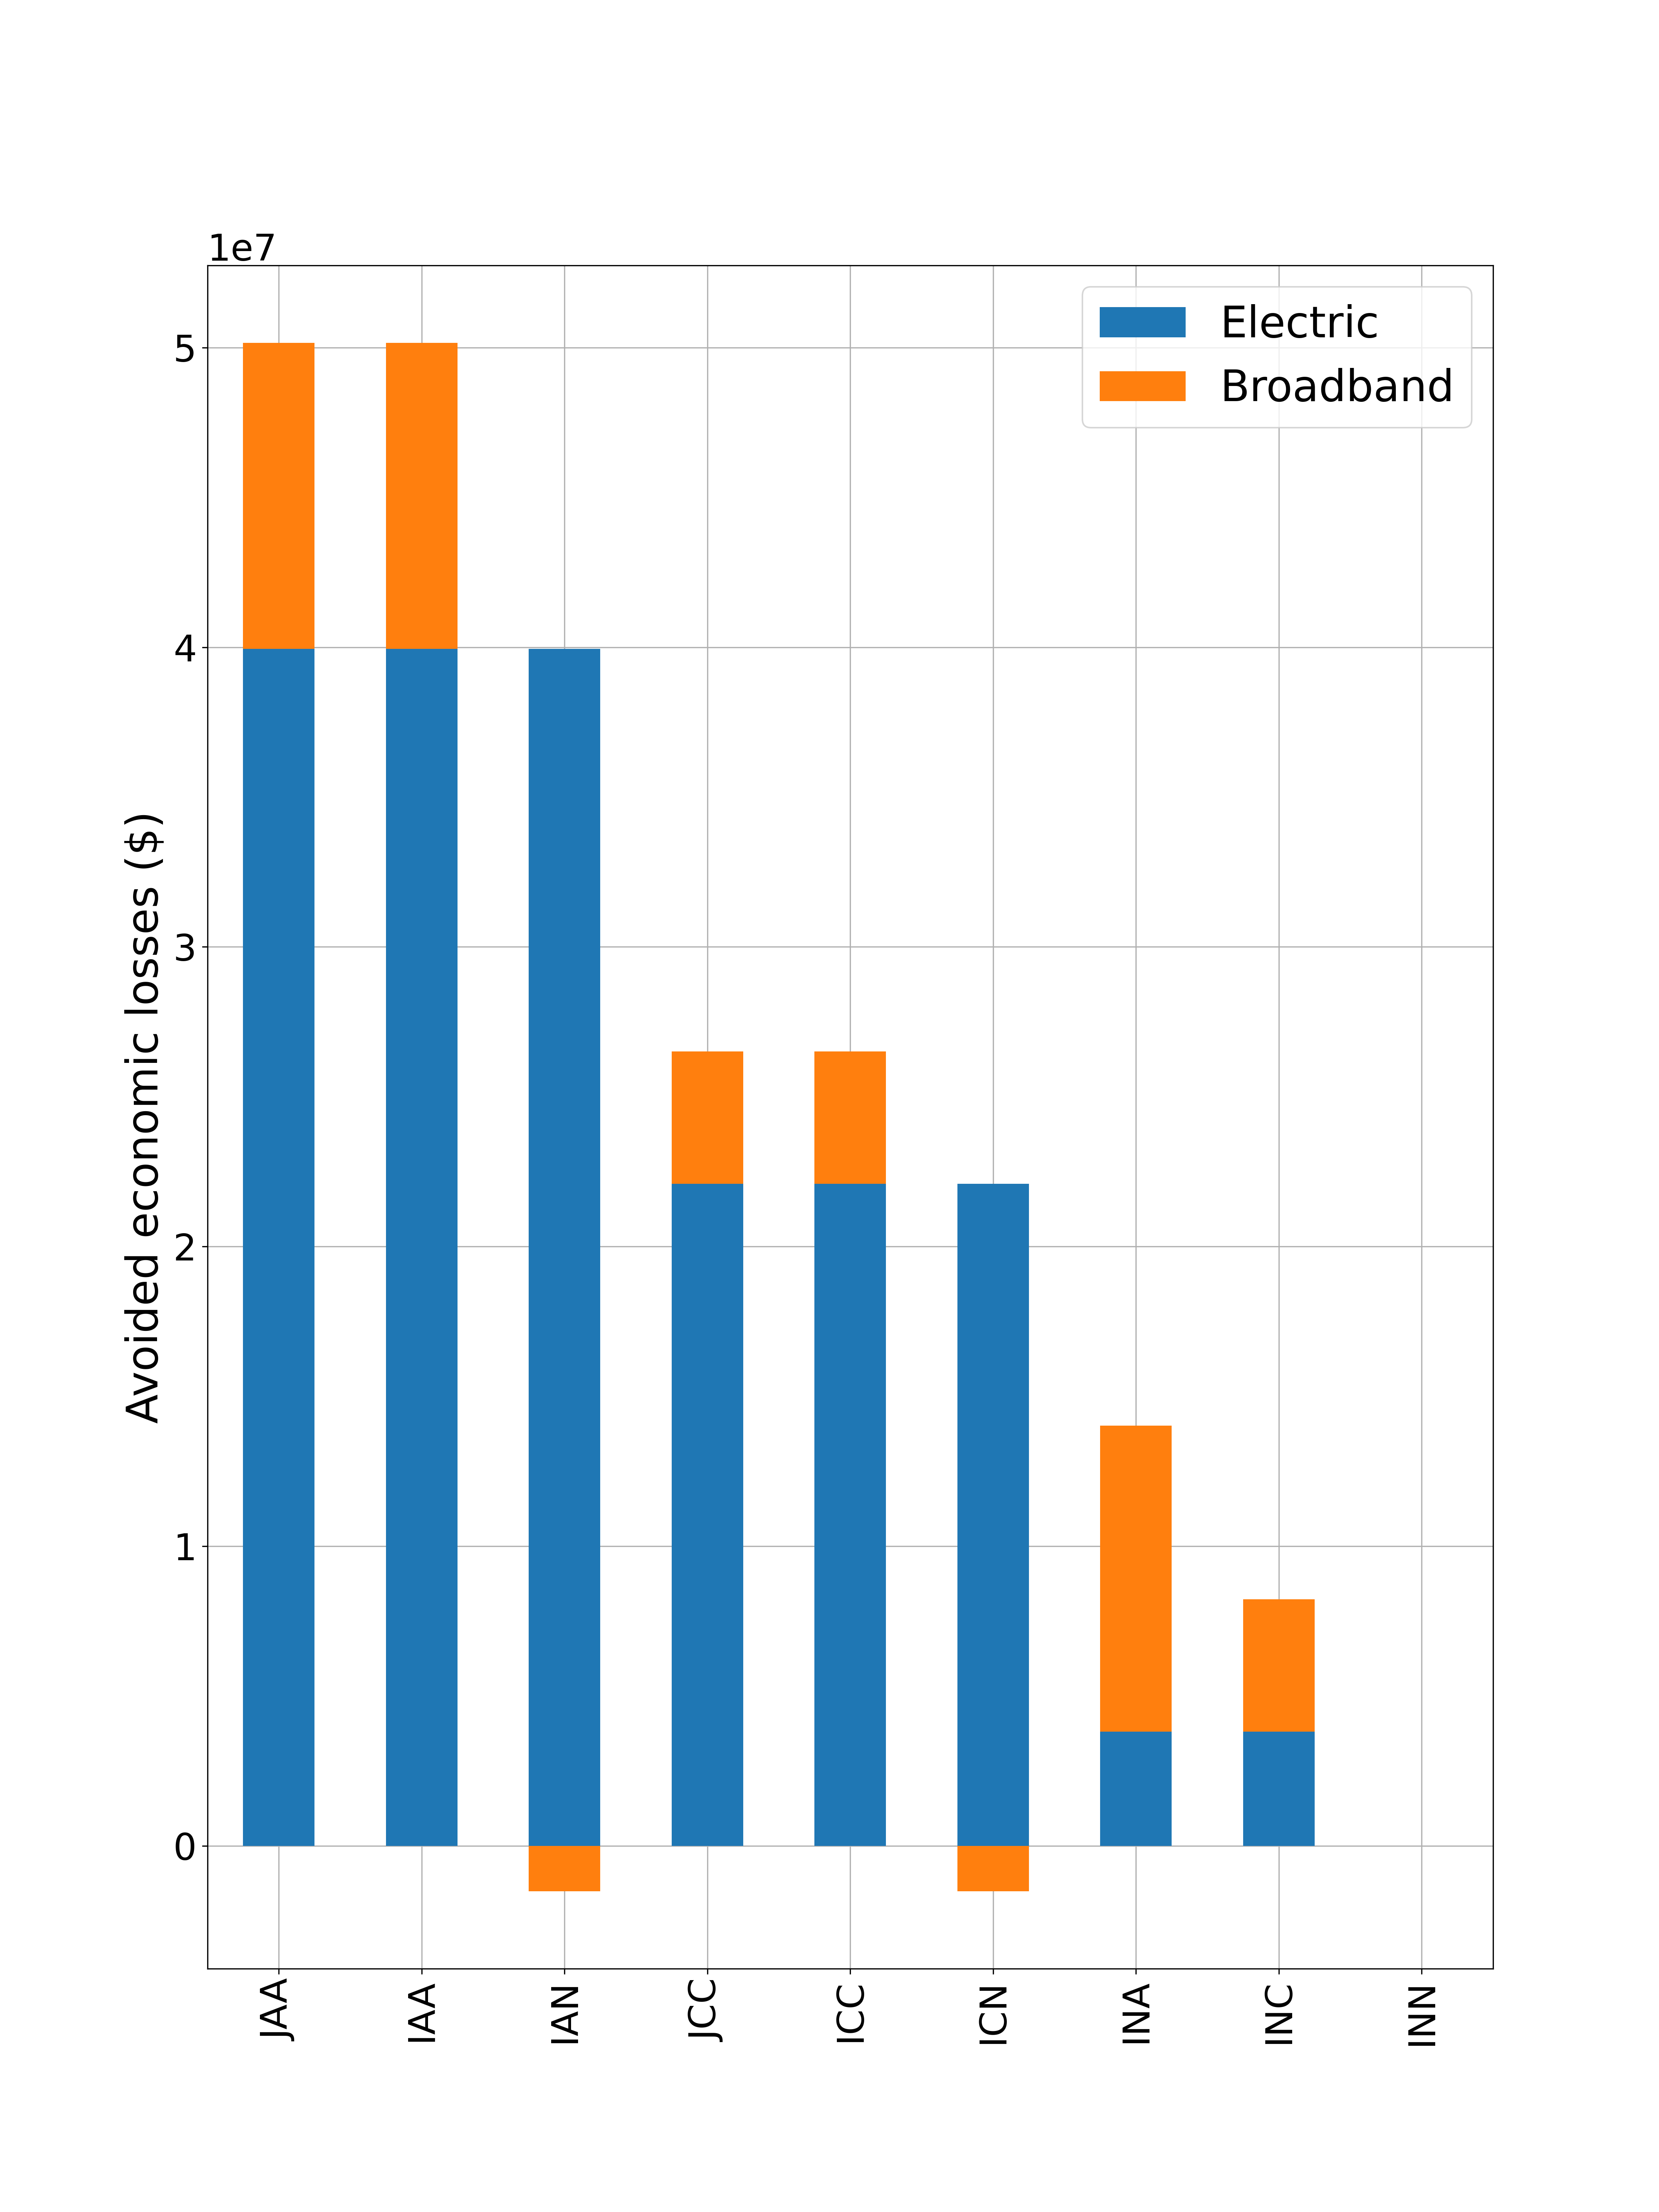 1e7
Electric
Broadband
5
4
3
2
1
0
Avoided economic losses ($)
JAA
IAA
IAN
JCC
ICC
ICN
INA
INC
INN